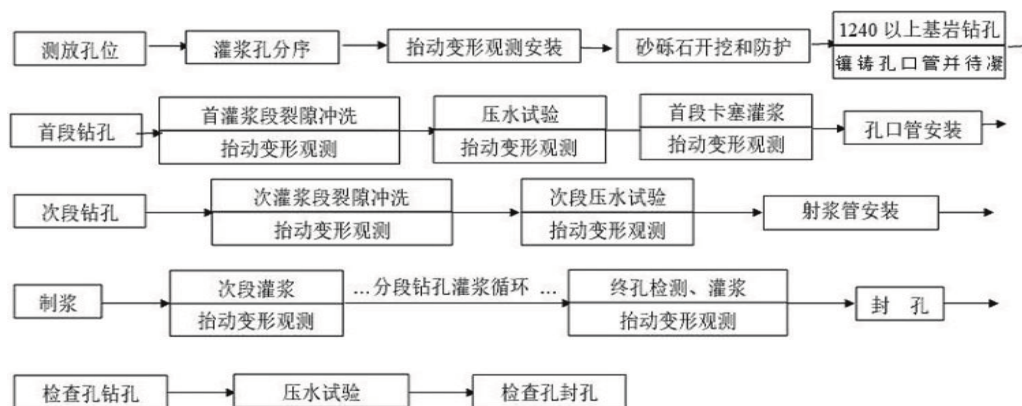 测放孔位 灌浆孔分序 抬动变形观测安装 砂砾石开挖和防护 1240以上基岩钻孔
镶铸孔口管并待凝
首段钻孔 首灌浆段裂隙冲洗 压水试验 首段卡塞灌浆 孔口管安装
抬动变形观测 抬动变形观测 抬动变形观测
次段钻孔 次灌浆段裂隙冲洗 次段压水试验 射浆管安装
抬动变形观测 抬动变形观测
制浆 次段灌浆 …分段钻孔灌浆循环 … 终孔检测、灌浆 封 孔
抬动变形观测 抬动变形观测
检查孔钻孔 压水试验 检查孔封孔